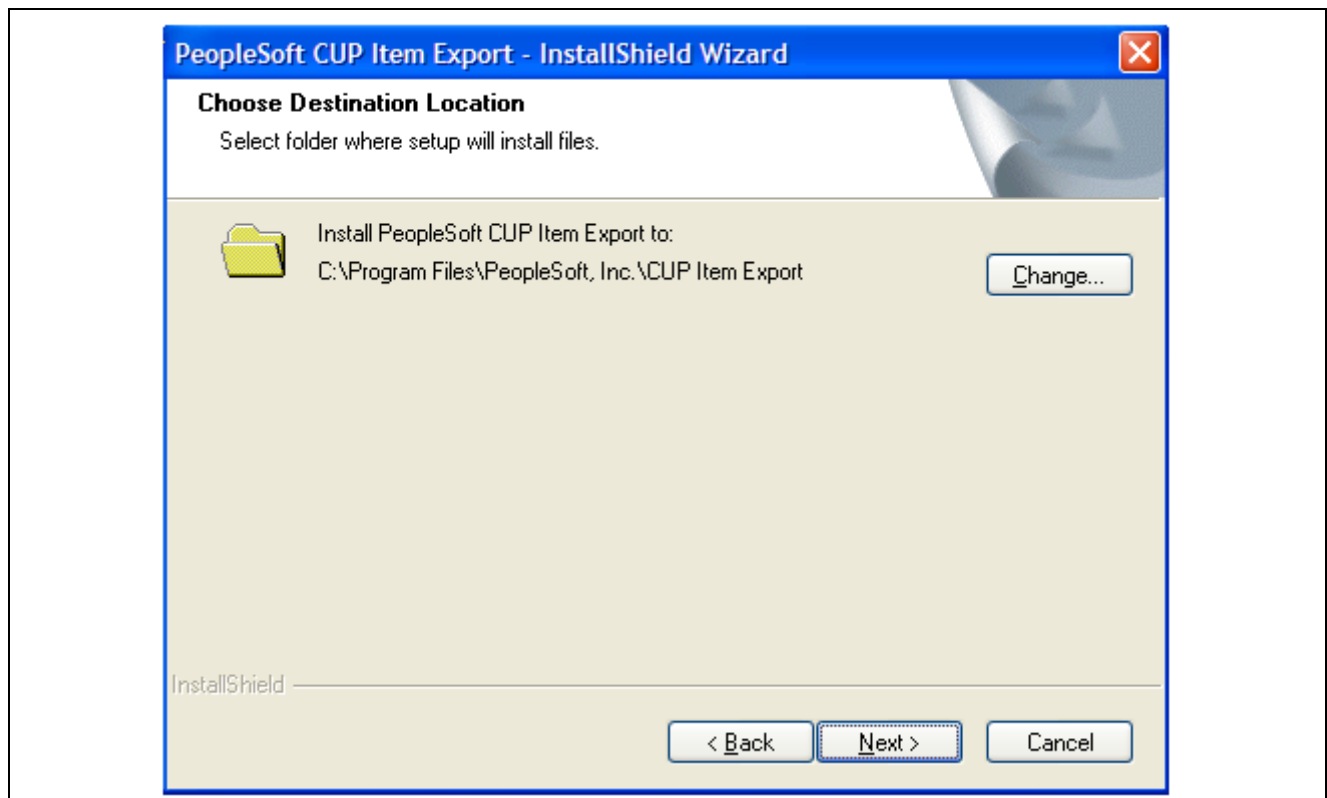 PeopleSoft CUP Item Export - InstallShield Wizard
Choose Destination Location
Select folder where setup will install files.
Install PeopleSoft CUP Item Export to:
C:\Program Files\PeopleSoft, Inc.\CUP Item Export
Change...
InstallShield
< Back
Next >
Cancel